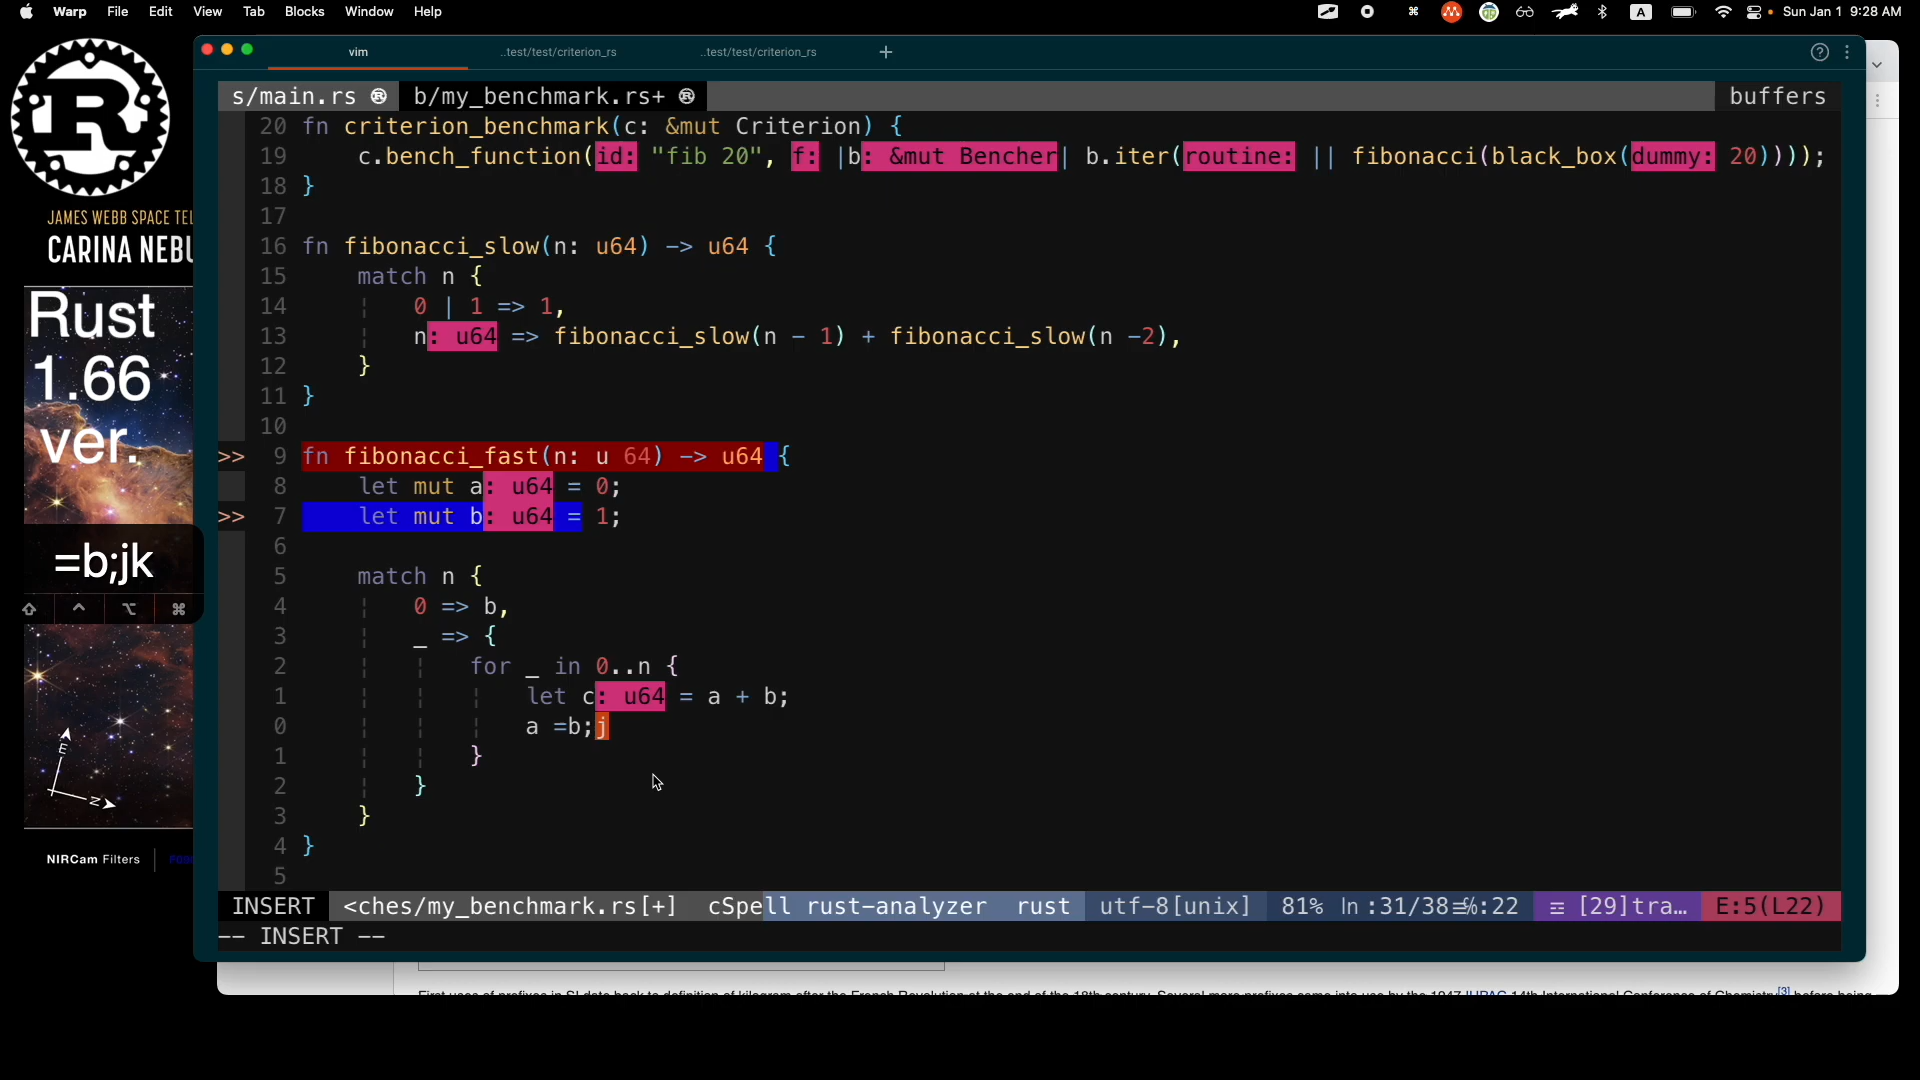 Warp File Edit View Tab Blocks Window Help
A Sun Jan 1 9:28 AM
vim ..test/test/criterion_rs ..test/test/criterion_rs +
s/main.rs b/my_benchmark.rs+ buffers
20 fn criterion_benchmark(c: &mut Criterion) {
19 c.bench_function(id: "fib 20", f: |b: &mut Bencher| b.iter(routine: || fibonacci(black_box(dummy: 20))));
18 }
17
16 fn fibonacci_slow(n: u64) -> u64 {
15 match n {
14 0 | 1 => 1,
13 n: u64 => fibonacci_slow(n - 1) + fibonacci_slow(n -2),
12 }
11 }
10
>> 9 fn fibonacci_fast(n: u 64) -> u64 {
8 let mut a: u64 = 0;
>> 7 let mut b: u64 = 1;
6
5 match n {
4 0 => b,
3 _ => {
2 for _ in 0..n {
1 let c: u64 = a + b;
0 a =b;j
1 }
2 }
3 }
4 }
5
INSERT <ches/my_benchmark.rs[+] cSpell rust-analyzer rust utf-8[unix] 81% ln :31/38 ℅:22 [29]tra… E:5(L22)
-- INSERT --
R
JAMES WEBB SPACE TEL
CARINA NEBU
Rust
1.66
ver.
=b;jk
E
N
NIRCam Filters